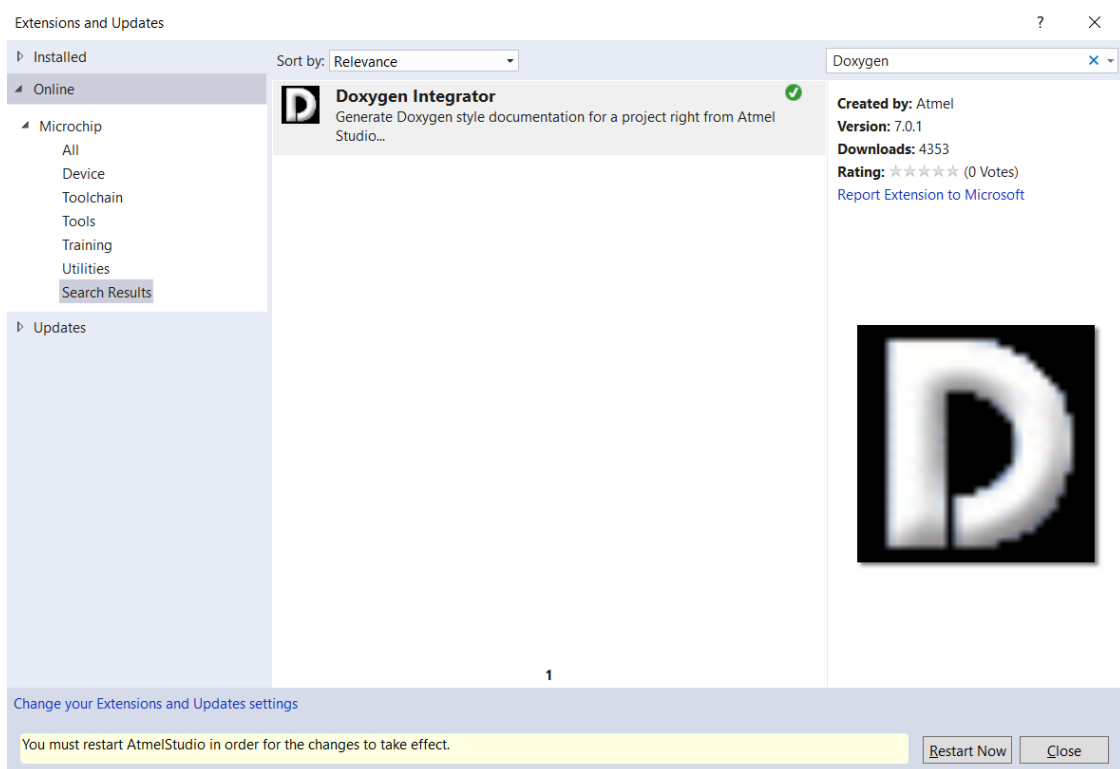 Extensions and Updates
?
Installed
Online
Microchip
All
Device
Toolchain
Tools
Training
Utilities
Search Results
Updates
Sort by: Relevance
Doxygen Integrator
Generate Doxygen style documentation for a project right from Atmel
Studio...
1
Doxygen
Created by: Atmel
Version: 7.0.1
Downloads: 4353
Rating: (0 Votes)
Report Extension to Microsoft
D
Change your Extensions and Updates settings
You must restart AtmelStudio in order for the changes to take effect.
Restart Now
Close